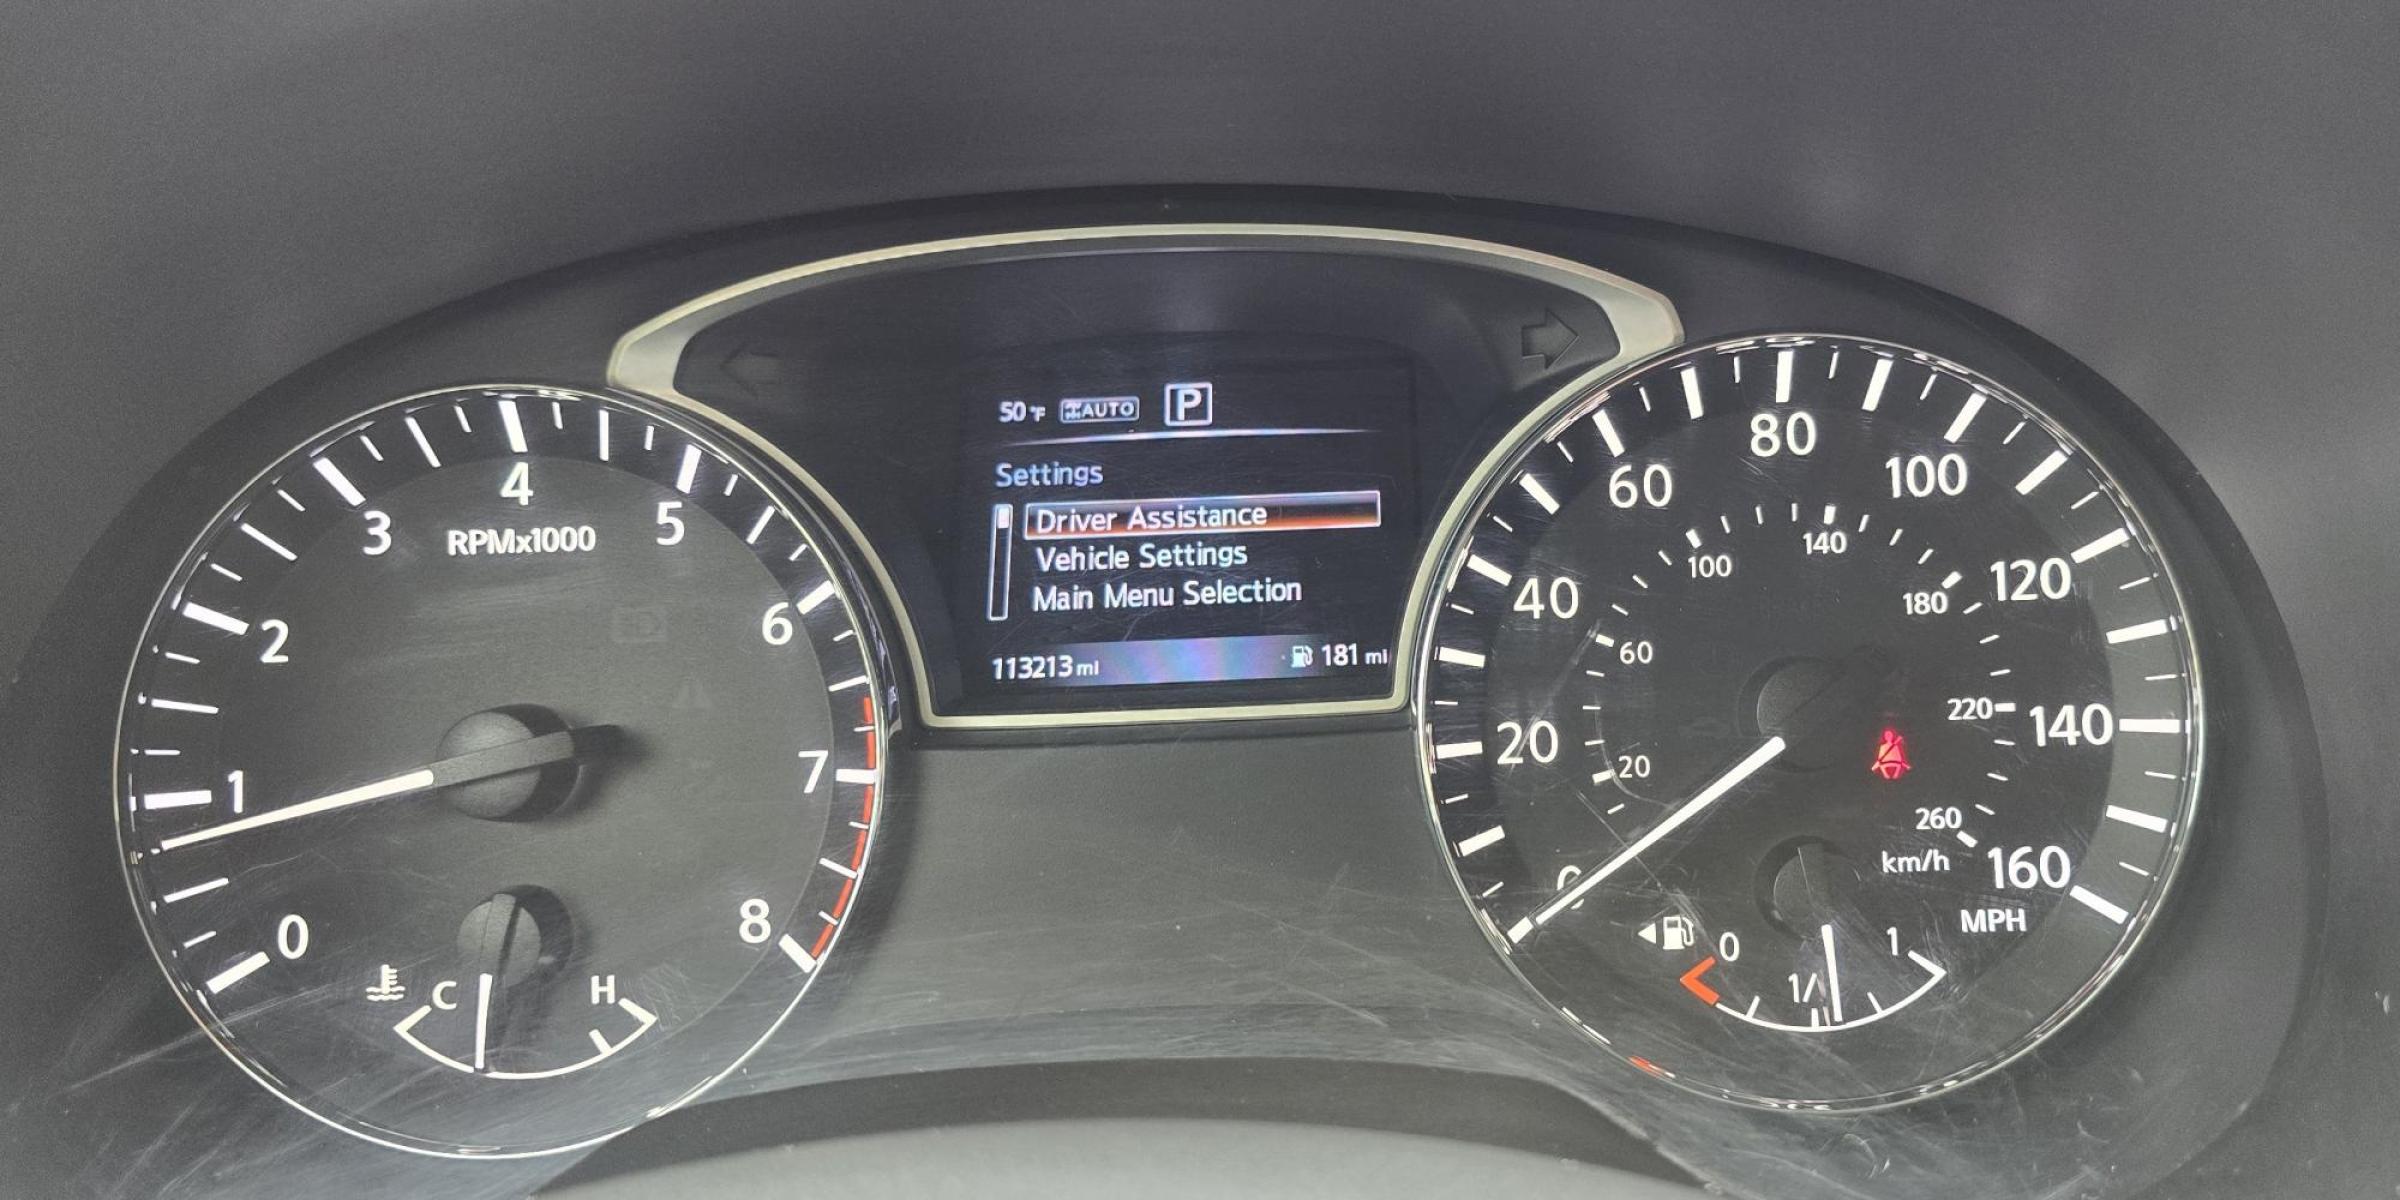 50°F AUTO P
Settings
Driver Assistance
Vehicle Settings
Main Menu Selection
113213 mi 181 mi
0
1
2
3
4
5
6
7
8
RPMx1000
C H
0
20
40
60
80
100
120
140
160
MPH
20
60
100
140
180
220
260
km/h
0 1/ 1